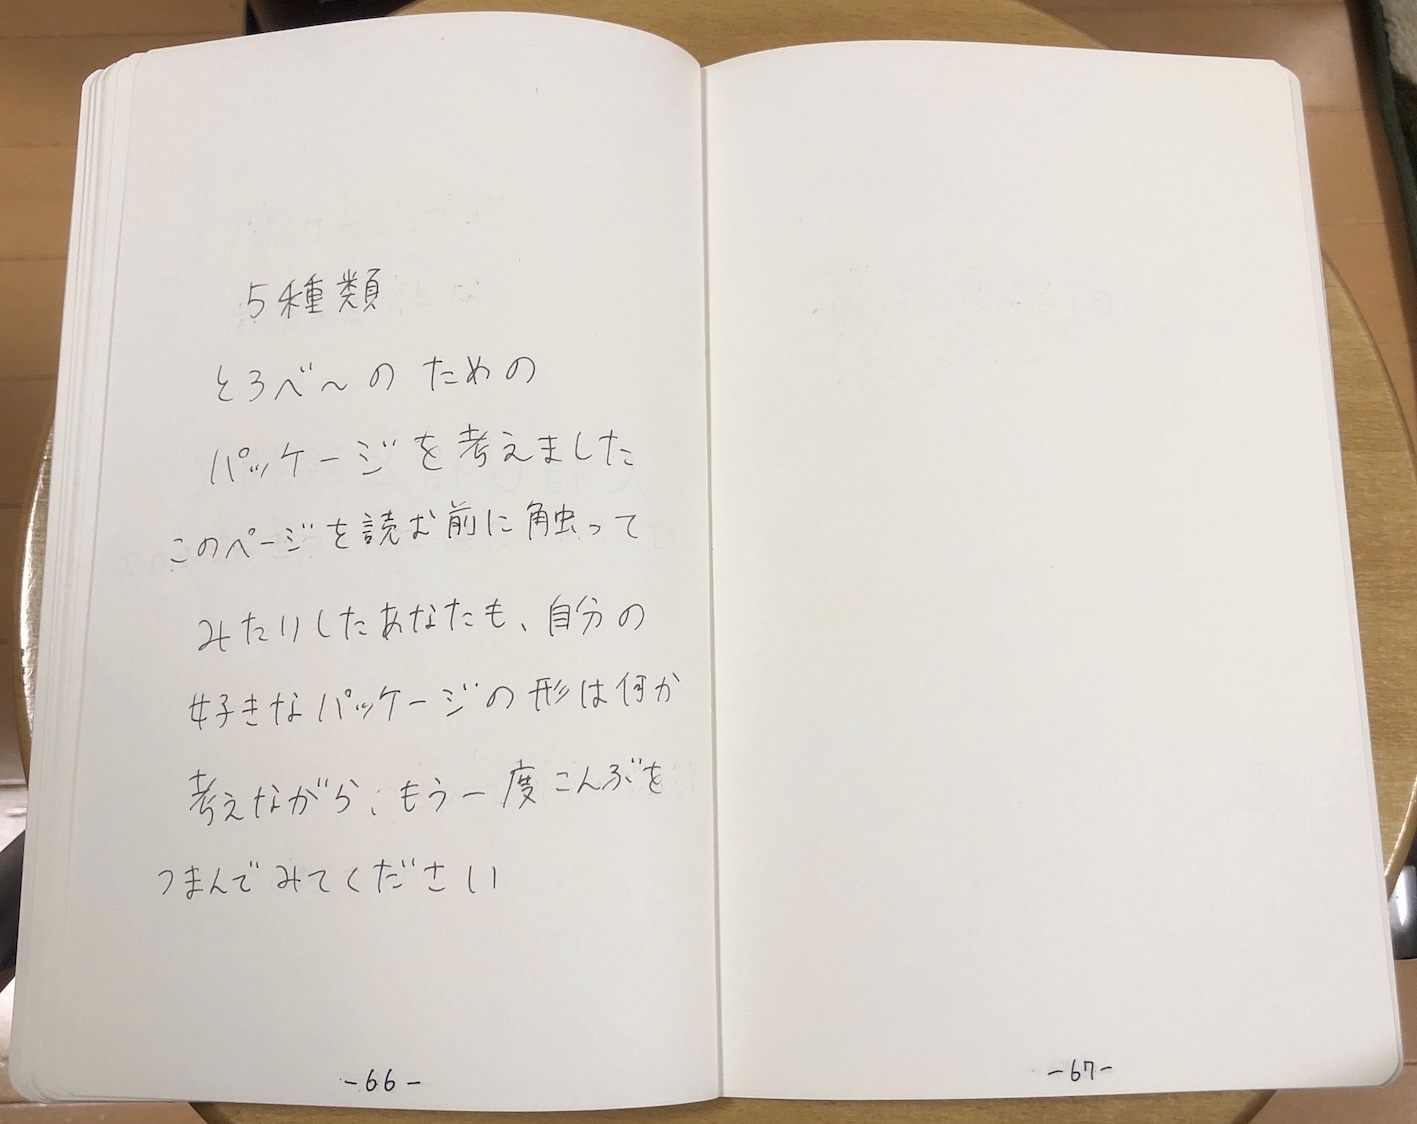 5種類
とろべ〜のための
パッケージを考えました
このページを読む前に触って
みたりしたあなたも、自分の
好きなパッケージの形は何か
考えながら、もう一度こんぶを
つまんでみてください
-66-
-67-